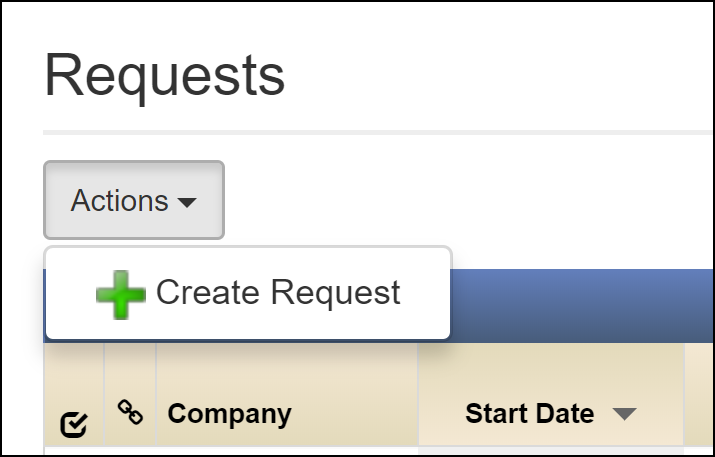 Requests
Actions
Create Request
Company Start Date